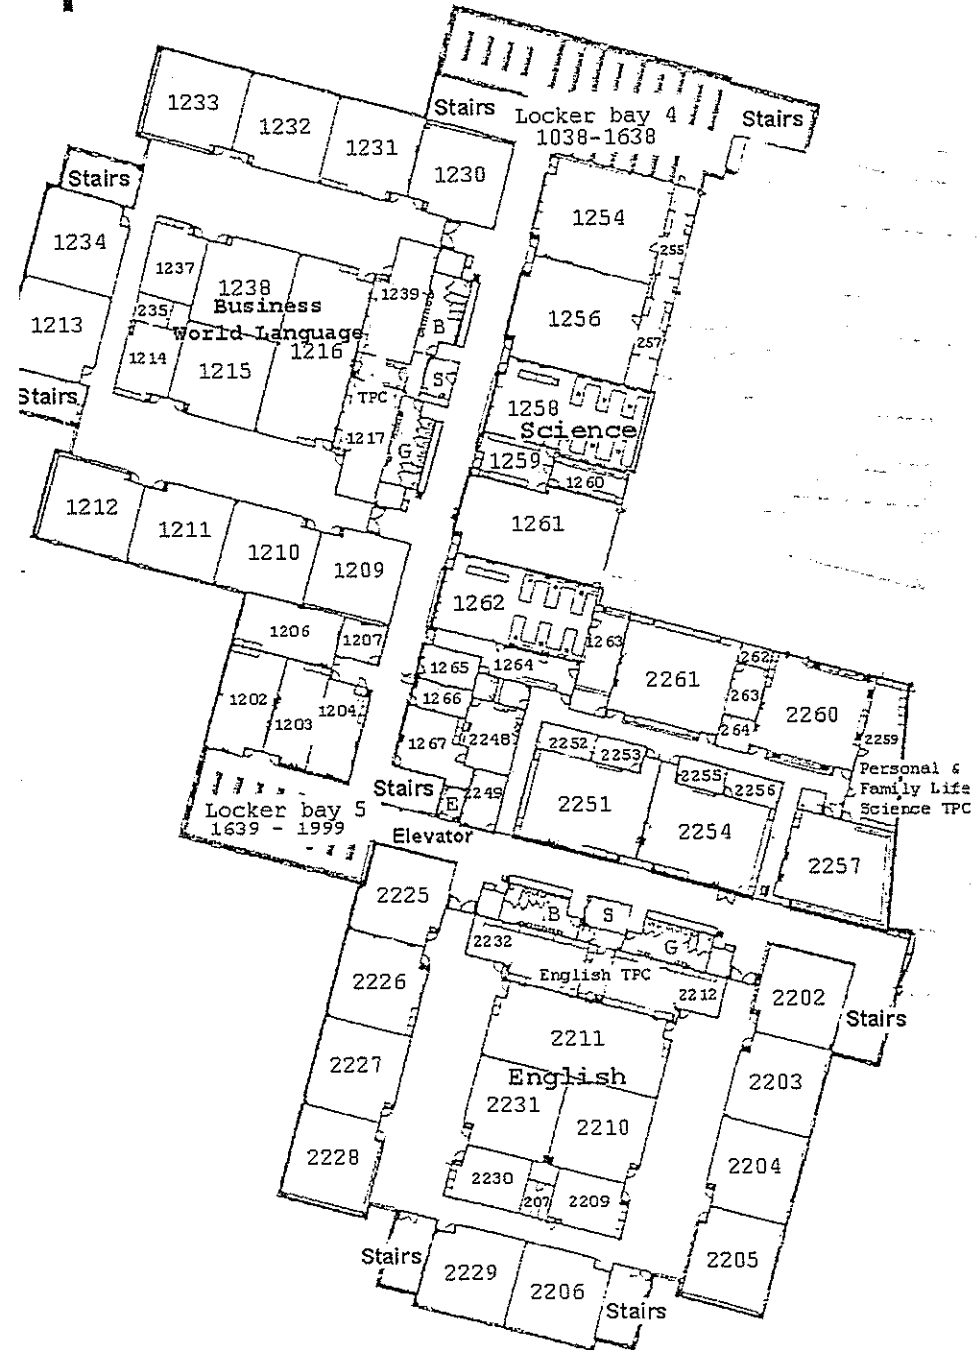 Stairs
Locker bay 4
1038-1638
Stairs
1233
1232
1231
1230
Stairs
1234
1213
Stairs
1237
1238
Business
World Language
235
1214
1215
1216
1239
B
S
TPC
1217
G
1254
255
1256
257
1258
Science
1259
1260
1261
1262
1263
1264
1265
1266
1267
1212
1211
1210
1209
1206
1207
1202
1203
1204
Locker bay 5
1639 - 1999
Stairs
E
Elevator
2248
2249
2252
2253
2251
2255
2256
2254
2261
262
263
264
2260
2259
Personal &
Family Life
Science TPC
2257
2225
B
S
G
2232
English TPC
2212
2202
Stairs
2226
2211
2203
2227
English
2231
2210
2204
2228
2230
207
2209
2205
Stairs
2229
2206
Stairs